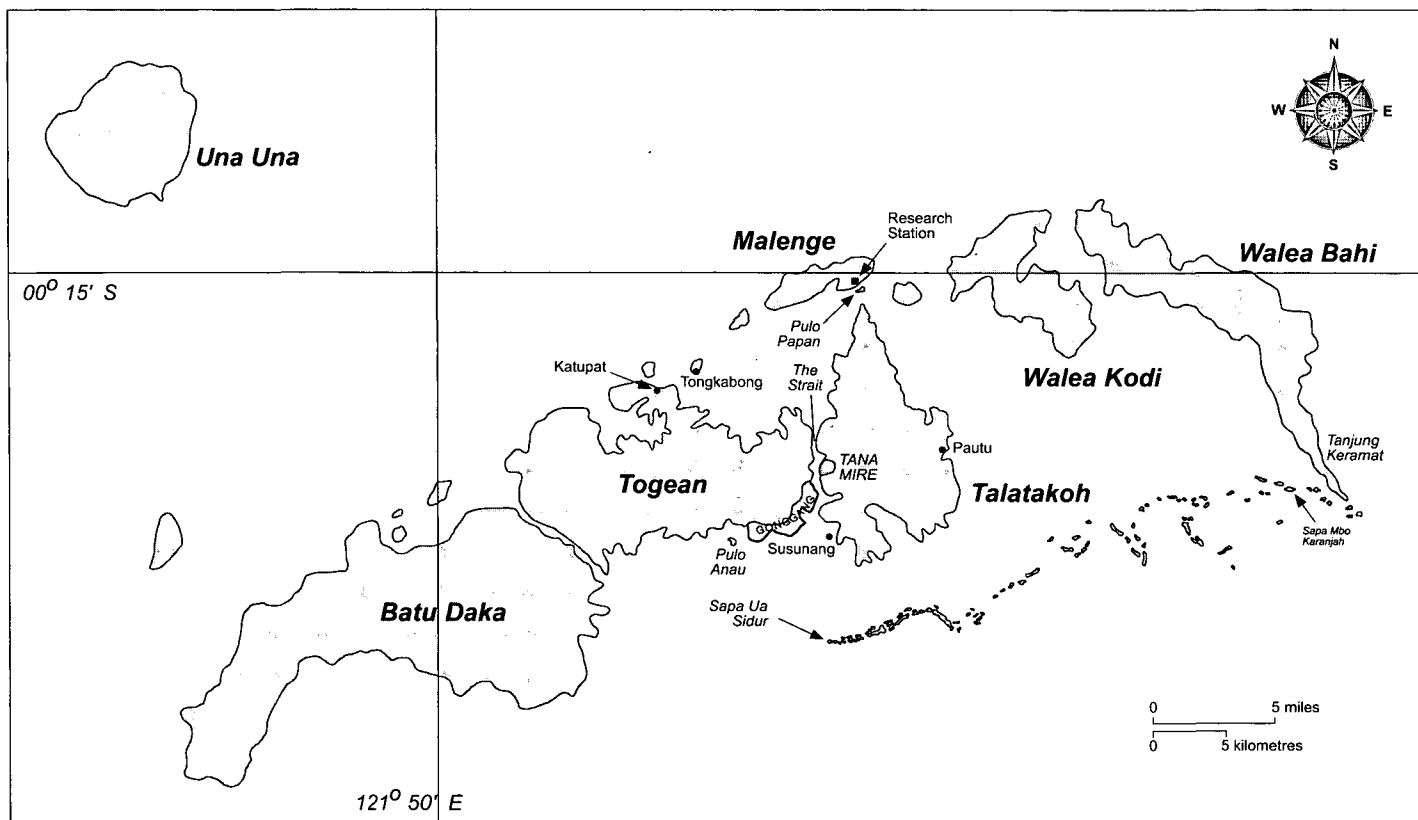 N
W
E
S
Una Una
Research
Station
Malenge
Walea Bahi
00° 15' S
Pulo
Papan
The
Strait
Katupat
Tongkabong
Walea Kodi
Tanjung
Keramat
Pautu
TANA
MIRE
Togean
Talatakoh
GONGGANG
Susunang
Sapa Mbo
Karanjah
Pulo
Anau
Batu Daka
Sapa Ua
Sidur
0
5 miles
0
5 kilometres
121° 50' E